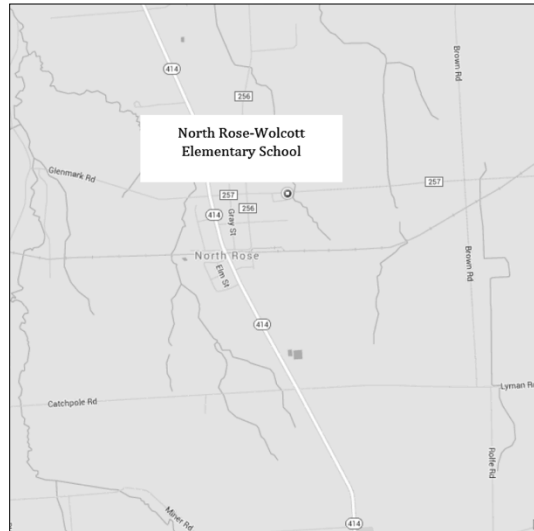 414
Brown Rd
256
North Rose-Wolcott
Elementary School
Glenmark Rd
257
257
414
256
Gray St
North Rose
Brown Rd
Elm St
414
Lyman Rd
Catchpole Rd
Rolfe Rd
Miner Rd
414